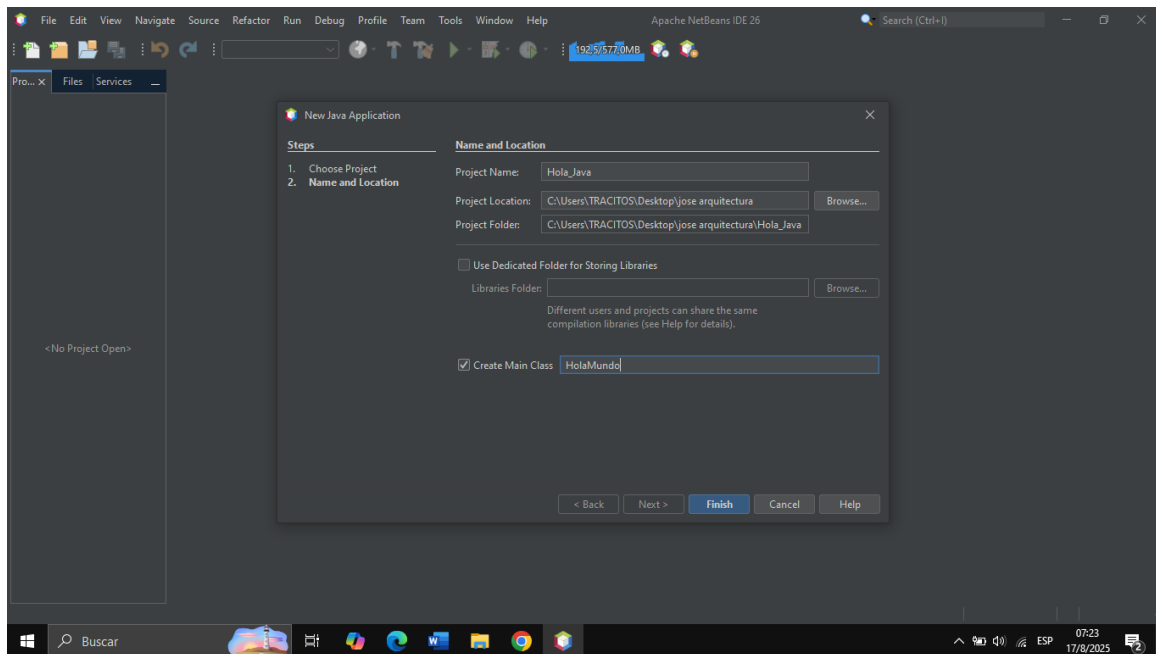 File Edit View Navigate Source Refactor Run Debug Profile Team Tools Window Help Apache NetBeans IDE 26 Search (Ctrl+I)
192,5/577,0MB
Pro... Files Services
New Java Application
Steps
1. Choose Project
2. Name and Location
Name and Location
Project Name: Hola_Java
Project Location: C:\Users\TRACITOS\Desktop\jose arquitectura Browse...
Project Folder: C:\Users\TRACITOS\Desktop\jose arquitectura\Hola_Java
Use Dedicated Folder for Storing Libraries
Libraries Folder: Browse...
Different users and projects can share the same
compilation libraries (see Help for details).
<No Project Open>
Create Main Class HolaMundo
< Back Next > Finish Cancel Help
Buscar ESP 07:23
17/8/2025 2